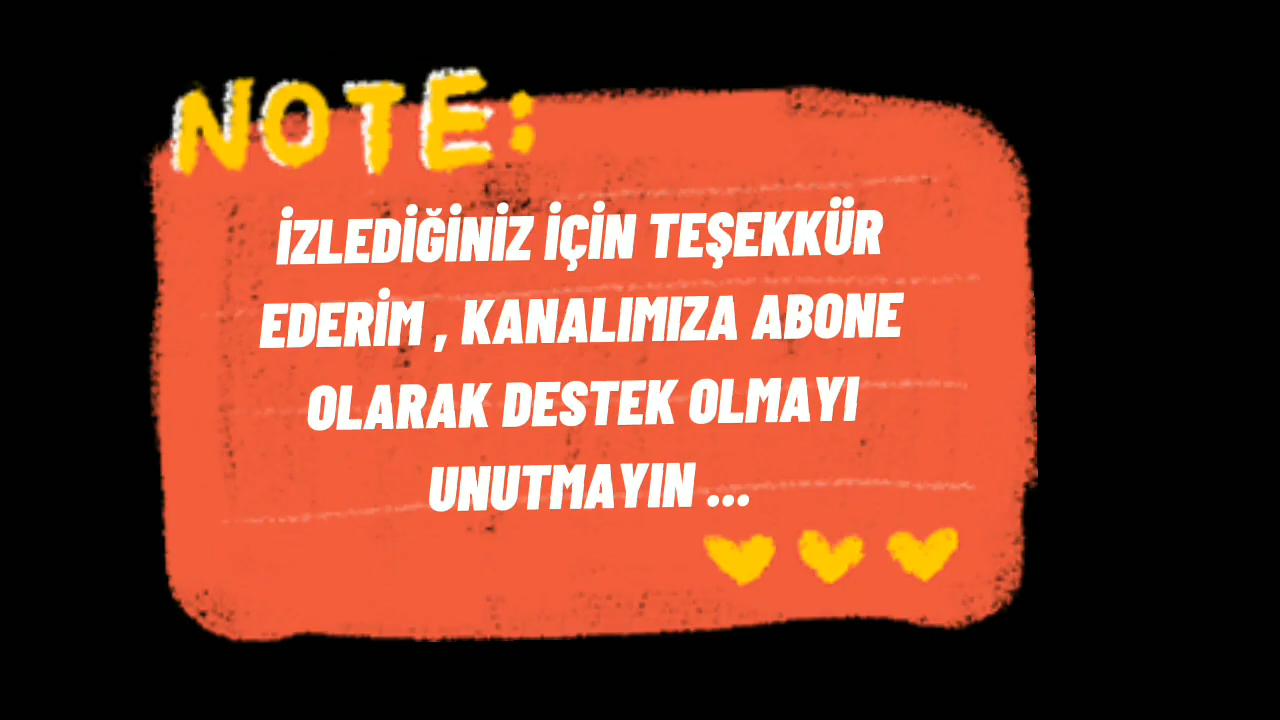 NOTE:
İZLEDİĞİNİZ İÇİN TEŞEKKÜR
EDERİM , KANALIMIZA ABONE
OLARAK DESTEK OLMAYI
UNUTMAYIN ...